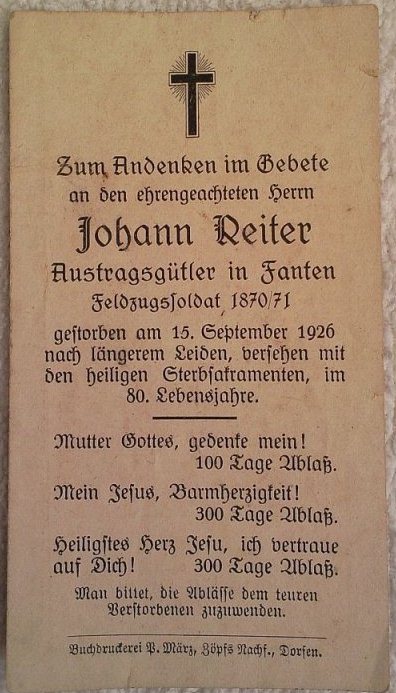 Zum Andenken im Gebete
an den ehrengeachteten Herrn
Johann Reiter
Austragsgütler in Fanten
Feldzugssoldat 1870/71
gestorben am 15. September 1926
nach längerem Leiden, versehen mit
den heiligen Sterbsakramenten, im
80. Lebensjahre.
Mutter Gottes, gedenke mein!
100 Tage Ablaß.
Mein Jesus, Barmherzigkeit!
300 Tage Ablaß.
Heiligstes Herz Jesu, ich vertraue
auf Dich! 300 Tage Ablaß.
Man bittet, die Ablässe dem teuren
Verstorbenen zuzuwenden.
Buchdruckerei P. März, Zöpfs Nachf., Dorfen.